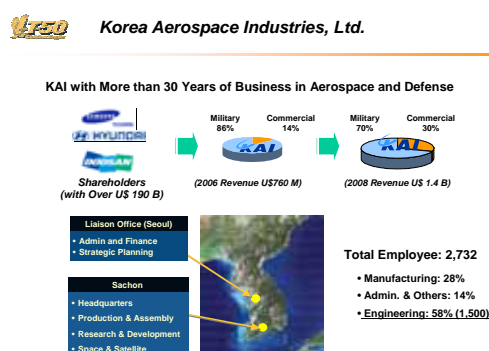 T-50
Korea Aerospace Industries, Ltd.
KAI with More than 30 Years of Business in Aerospace and Defense
SAMSUNG
HYUNDAI
DOOSAN
Shareholders
(with Over U$ 190 B)
Military
86%
Commercial
14%
KAI
(2006 Revenue U$760 M)
Military
70%
Commercial
30%
KAI
(2008 Revenue U$ 1.4 B)
Liaison Office (Seoul)
• Admin and Finance
• Strategic Planning
Sachon
• Headquarters
• Production & Assembly
• Research & Development
• Space & Satellite
Total Employee: 2,732
• Manufacturing: 28%
• Admin. & Others: 14%
• Engineering: 58% (1,500)